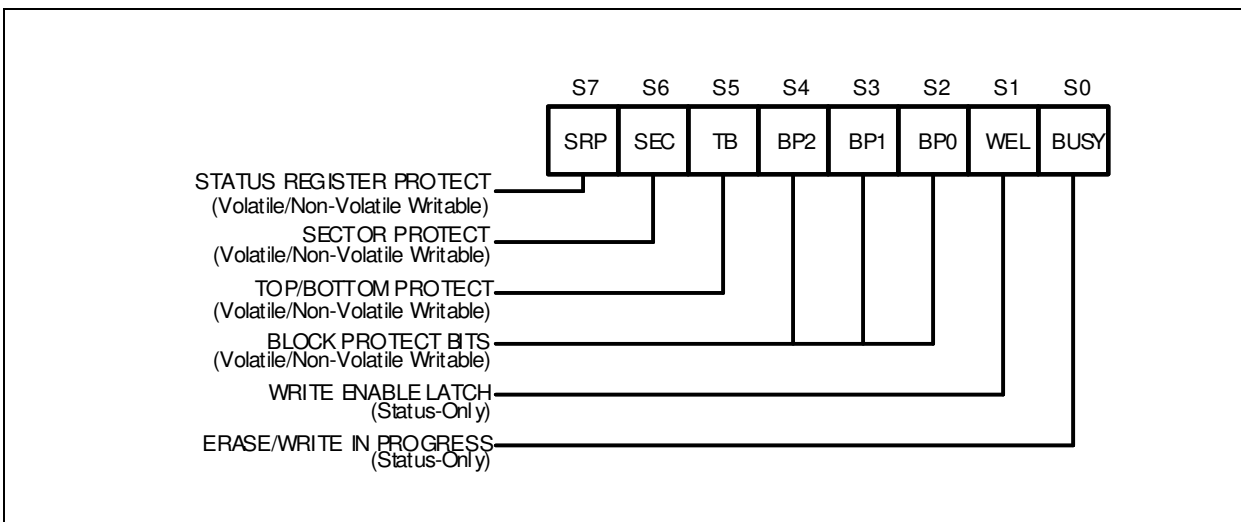 S7 S6 S5 S4 S3 S2 S1 S0
SRP SEC TB BP2 BP1 BP0 WEL BUSY
STATUS REGISTER PROTECT
(Volatile/Non-Volatile Writable)
SECTOR PROTECT
(Volatile/Non-Volatile Writable)
TOP/BOTTOM PROTECT
(Volatile/Non-Volatile Writable)
BLOCK PROTECT BITS
(Volatile/Non-Volatile Writable)
WRITE ENABLE LATCH
(Status-Only)
ERASE/WRITE IN PROGRESS
(Status-Only)